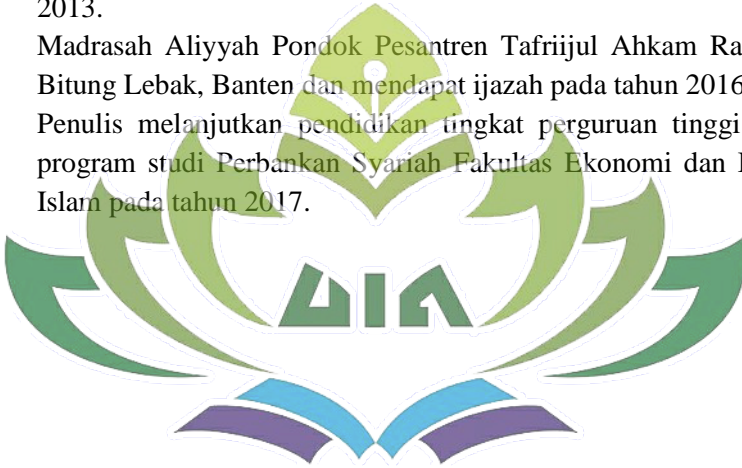 2013.
Madrasah Aliyyah Pondok Pesantren Tafriijul Ahkam Ra
Bitung Lebak, Banten dan mendapat ijazah pada tahun 2016
Penulis melanjutkan pendidikan tingkat perguruan tinggi
program studi Perbankan Syariah Fakultas Ekonomi dan
Islam pada tahun 2017.
UIN